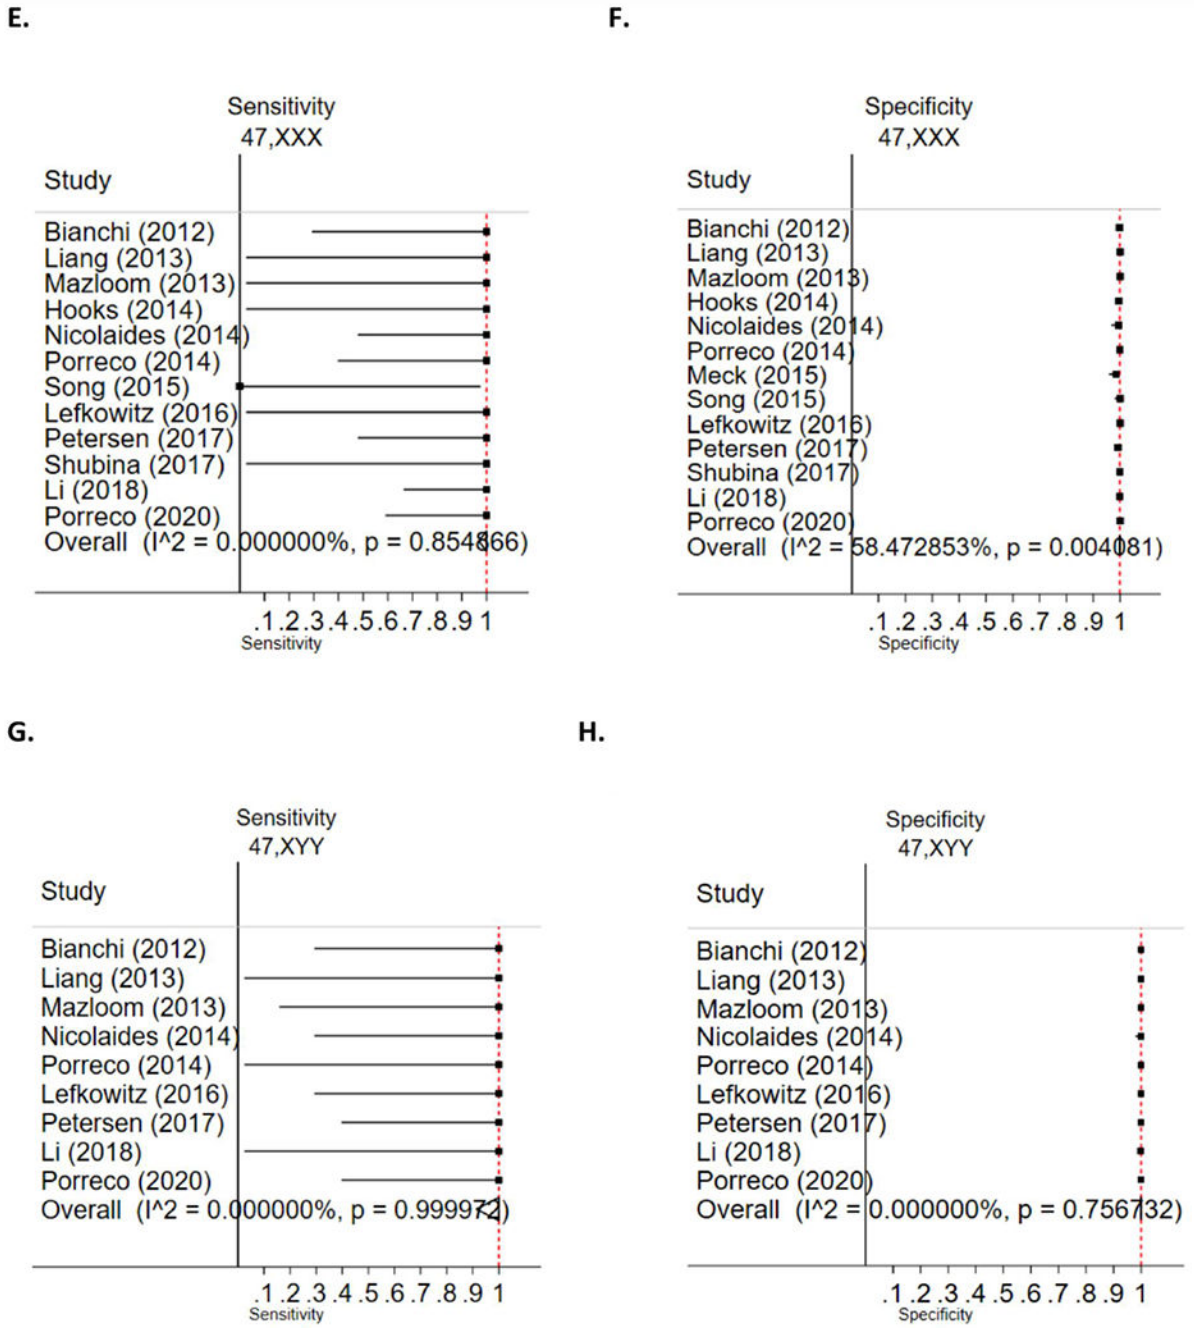 E.
Sensitivity
47,XXX
Study
Bianchi (2012)
Liang (2013)
Mazloom (2013)
Hooks (2014)
Nicolaides (2014)
Porreco (2014)
Song (2015)
Lefkowitz (2016)
Petersen (2017)
Shubina (2017)
Li (2018)
Porreco (2020)
Overall (I^2 = 0.000000%, p = 0.854866)
.1 .2 .3 .4 .5 .6 .7 .8 .9 1
Sensitivity
F.
Specificity
47,XXX
Study
Bianchi (2012)
Liang (2013)
Mazloom (2013)
Hooks (2014)
Nicolaides (2014)
Porreco (2014)
Meck (2015)
Song (2015)
Lefkowitz (2016)
Petersen (2017)
Shubina (2017)
Li (2018)
Porreco (2020)
Overall (I^2 = 58.472853%, p = 0.004081)
.1 .2 .3 .4 .5 .6 .7 .8 .9 1
Specificity
G.
Sensitivity
47,XYY
Study
Bianchi (2012)
Liang (2013)
Mazloom (2013)
Nicolaides (2014)
Porreco (2014)
Lefkowitz (2016)
Petersen (2017)
Li (2018)
Porreco (2020)
Overall (I^2 = 0.000000%, p = 0.999972)
.1 .2 .3 .4 .5 .6 .7 .8 .9 1
Sensitivity
H.
Specificity
47,XYY
Study
Bianchi (2012)
Liang (2013)
Mazloom (2013)
Nicolaides (2014)
Porreco (2014)
Lefkowitz (2016)
Petersen (2017)
Li (2018)
Porreco (2020)
Overall (I^2 = 0.000000%, p = 0.756732)
.1 .2 .3 .4 .5 .6 .7 .8 .9 1
Specificity